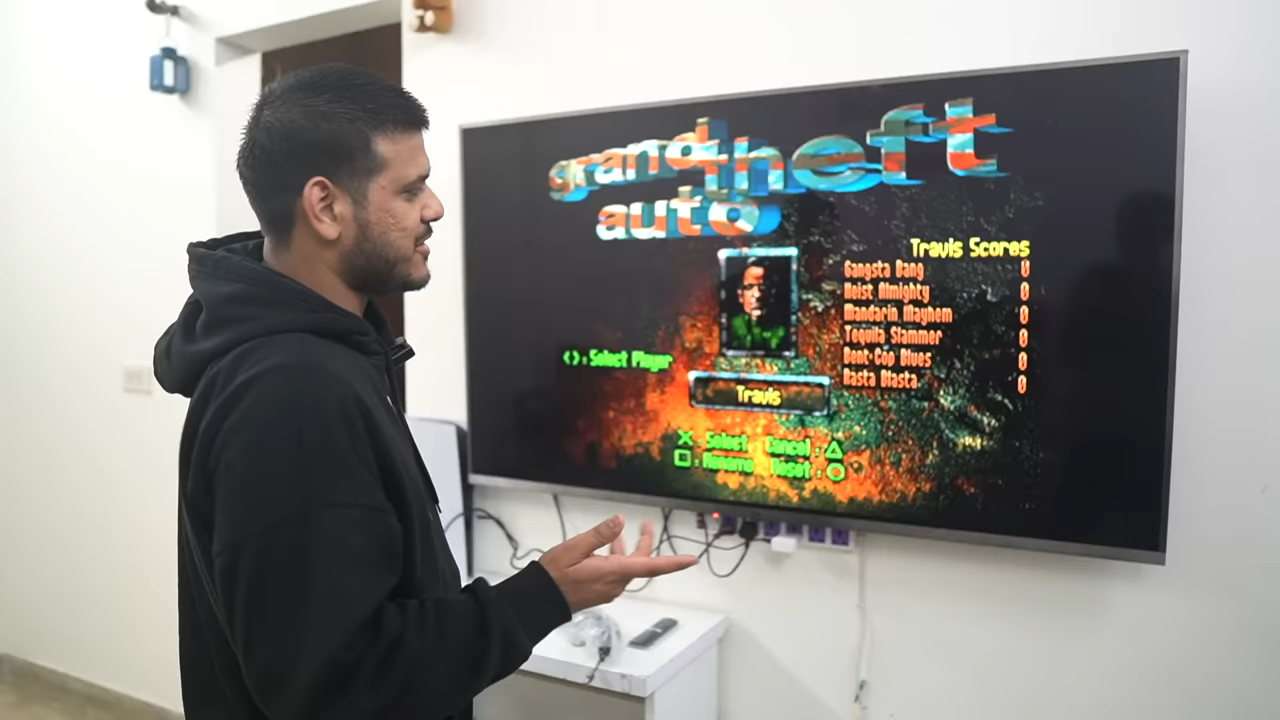 grand theft
auto
Travis Scores
Gangsta Bang 0
Heist Almighty 0
Mandarin Mayhem 0
Tequila Slammer 0
Bent Cop Blues 0
Rasta Blasta 0
<>: Select Player
Travis
X: Select Cancel: △
□: Rename Reset: ○